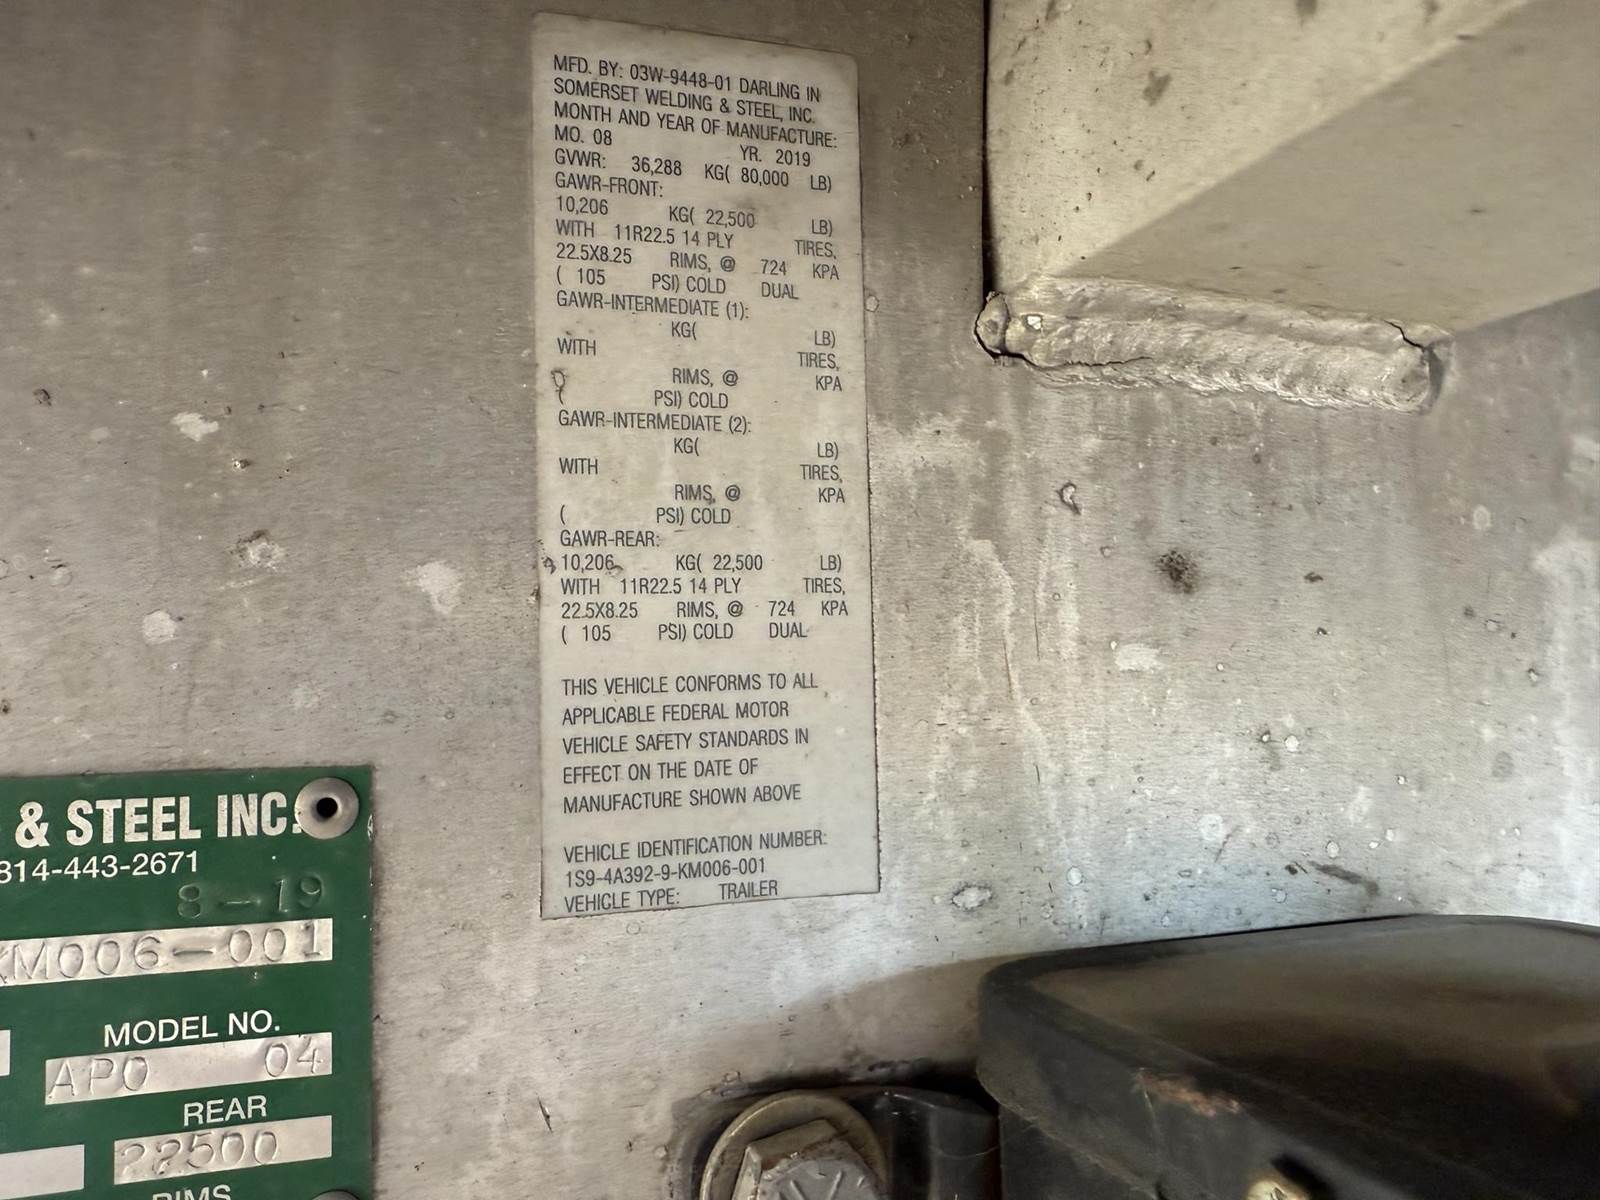 MFD. BY: 03W-9448-01 DARLING IN
SOMERSET WELDING & STEEL, INC.
MONTH AND YEAR OF MANUFACTURE:
MO. 08 YR. 2019
GVWR: 36,288 KG( 80,000 LB)
GAWR-FRONT:
10,206 KG( 22,500 LB)
WITH 11R22.5 14 PLY TIRES,
22.5X8.25 RIMS, @ 724 KPA
( 105 PSI) COLD DUAL
GAWR-INTERMEDIATE (1):
KG( LB)
WITH TIRES,
RIMS, @ KPA
( PSI) COLD
GAWR-INTERMEDIATE (2):
KG( LB)
WITH TIRES,
RIMS, @ KPA
( PSI) COLD
GAWR-REAR:
10,206 KG( 22,500 LB)
WITH 11R22.5 14 PLY TIRES,
22.5X8.25 RIMS, @ 724 KPA
( 105 PSI) COLD DUAL
THIS VEHICLE CONFORMS TO ALL
APPLICABLE FEDERAL MOTOR
VEHICLE SAFETY STANDARDS IN
EFFECT ON THE DATE OF
MANUFACTURE SHOWN ABOVE
VEHICLE IDENTIFICATION NUMBER:
1S9-4A392-9-KM006-001
VEHICLE TYPE: TRAILER
& STEEL INC.
814-443-2671
8-19
KM006-001
MODEL NO.
APO 04
REAR
22500
RIMS